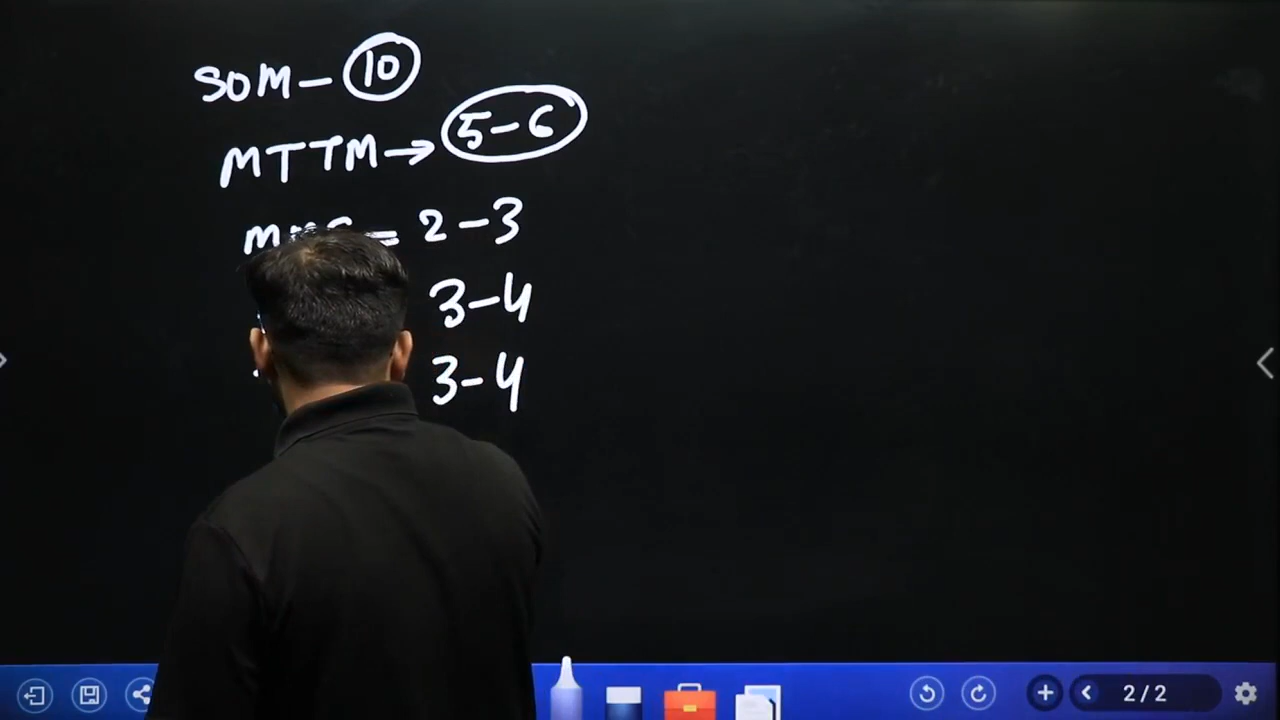 SOM – 10
MTTM → 5 – 6
= 2 – 3
3 – 4
3 – 4
2 / 2